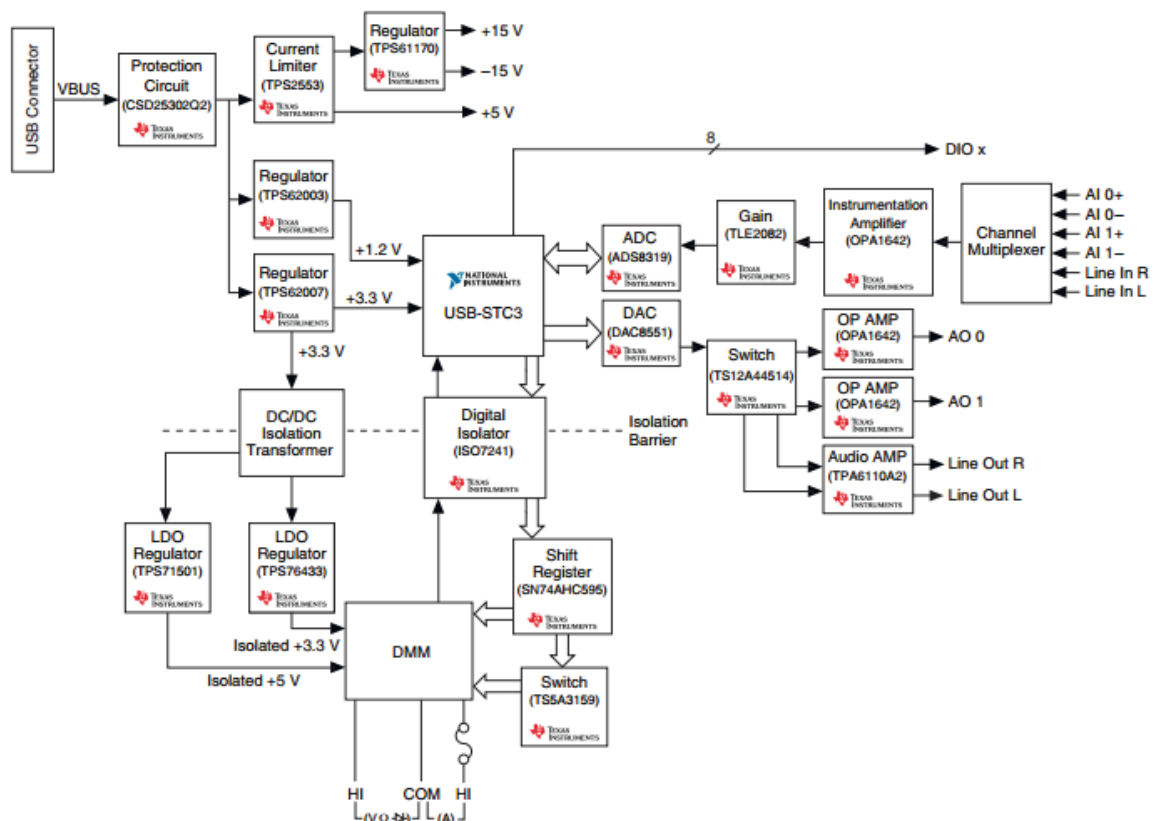 USB Connector
VBUS
Protection
Circuit
(CSD25302Q2)
TEXAS
INSTRUMENTS
Current
Limiter
(TPS2553)
TEXAS
INSTRUMENTS
Regulator
(TPS61170)
TEXAS
INSTRUMENTS
+15 V
–15 V
+5 V
Regulator
(TPS62003)
TEXAS
INSTRUMENTS
+1.2 V
Regulator
(TPS62007)
TEXAS
INSTRUMENTS
+3.3 V
+3.3 V
NATIONAL
INSTRUMENTS
USB-STC3
8
DIO x
ADC
(ADS8319)
TEXAS
INSTRUMENTS
Gain
(TLE2082)
TEXAS
INSTRUMENTS
Instrumentation
Amplifier
(OPA1642)
TEXAS
INSTRUMENTS
Channel
Multiplexer
AI 0+
AI 0–
AI 1+
AI 1–
Line In R
Line In L
DAC
(DAC8551)
TEXAS
INSTRUMENTS
Switch
(TS12A44514)
TEXAS
INSTRUMENTS
OP AMP
(OPA1642)
TEXAS
INSTRUMENTS
AO 0
OP AMP
(OPA1642)
TEXAS
INSTRUMENTS
AO 1
Audio AMP
(TPA6110A2)
TEXAS
INSTRUMENTS
Line Out R
Line Out L
DC/DC
Isolation
Transformer
Digital
Isolator
(ISO7241)
TEXAS
INSTRUMENTS
Isolation
Barrier
LDO
Regulator
(TPS71501)
TEXAS
INSTRUMENTS
LDO
Regulator
(TPS76433)
TEXAS
INSTRUMENTS
Shift
Register
(SN74AHC595)
TEXAS
INSTRUMENTS
Isolated +3.3 V
Isolated +5 V
DMM
Switch
(TS5A3159)
TEXAS
INSTRUMENTS
HI
COM
HI
(A)